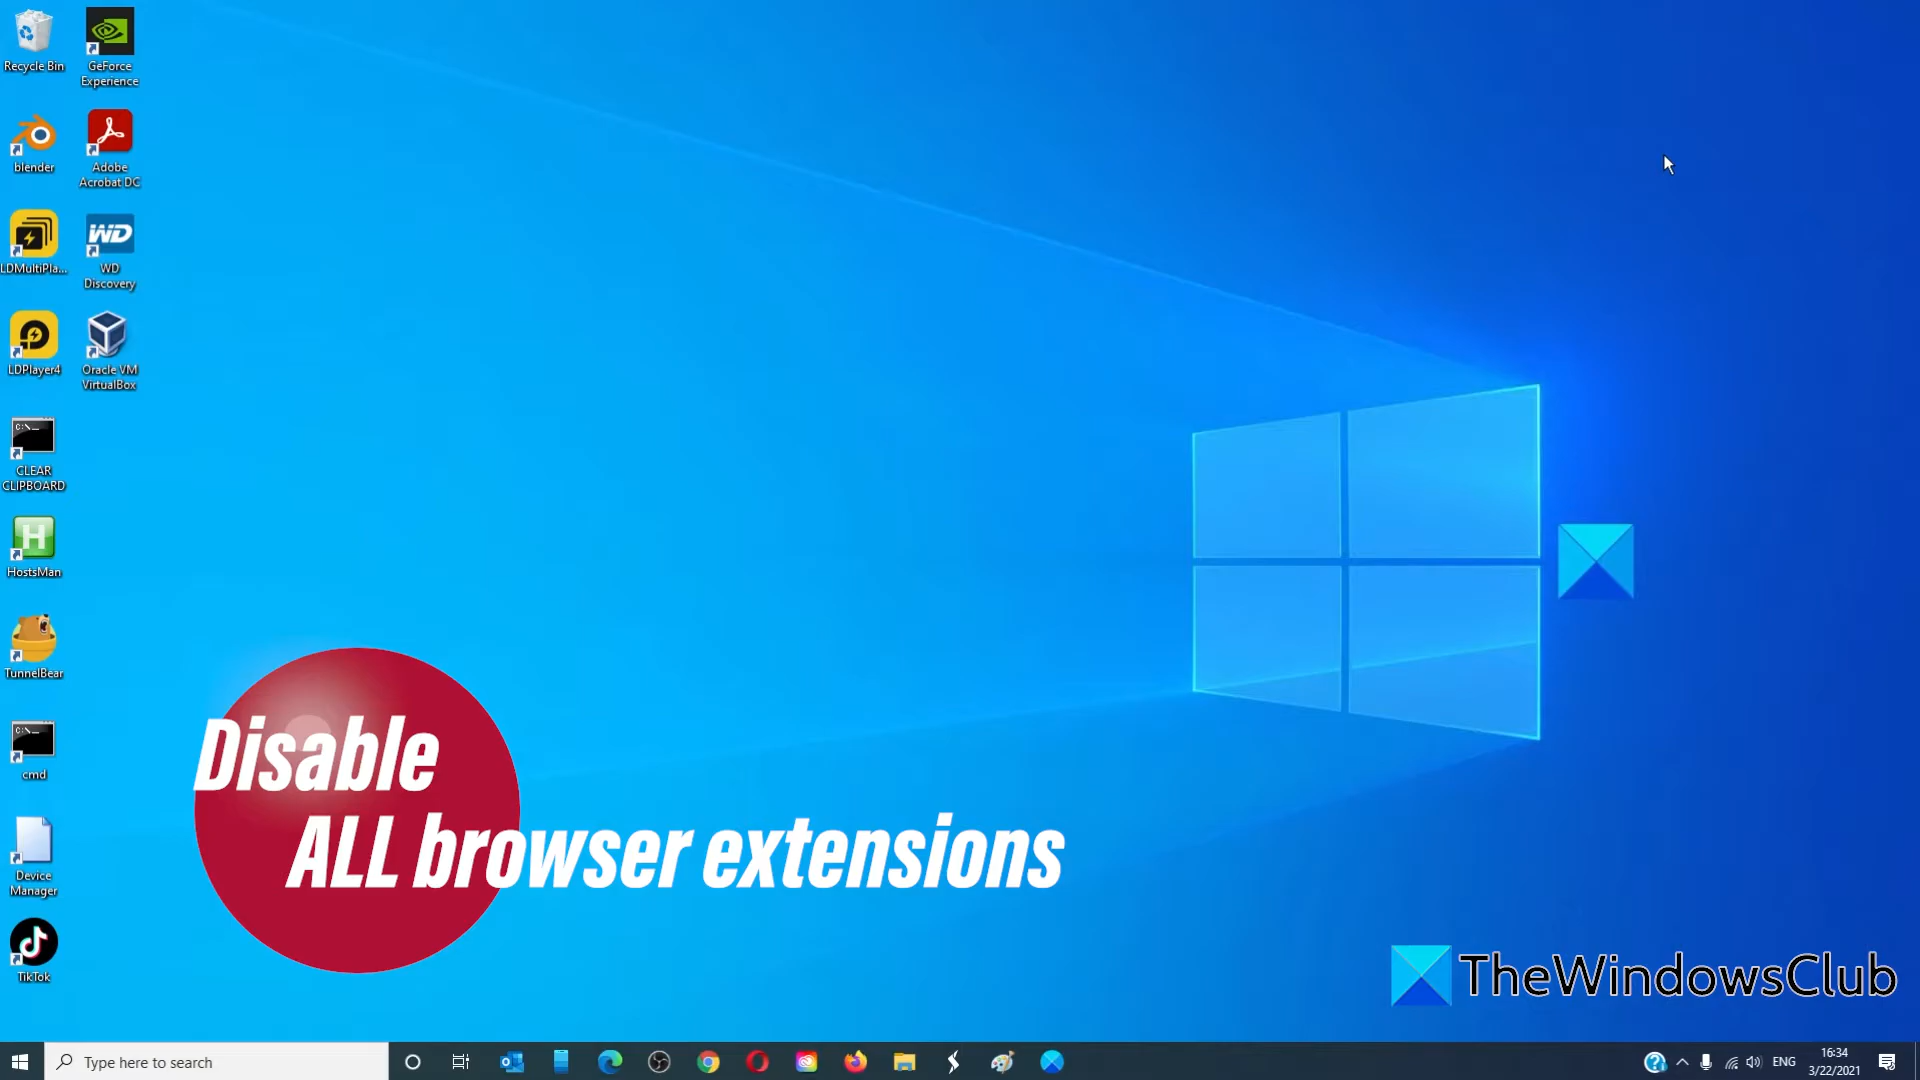 Recycle Bin
GeForce
Experience
blender
Adobe
Acrobat DC
LDMultiPla...
WD
WD
Discovery
LDPlayer4
Oracle VM
VirtualBox
C:\._
CLEAR
CLIPBOARD
H
HostsMan
TunnelBear
C:\._
cmd
Device
Manager
TikTok
Disable
ALL browser extensions
TheWindowsClub
Type here to search
ENG
16:34
3/22/2021